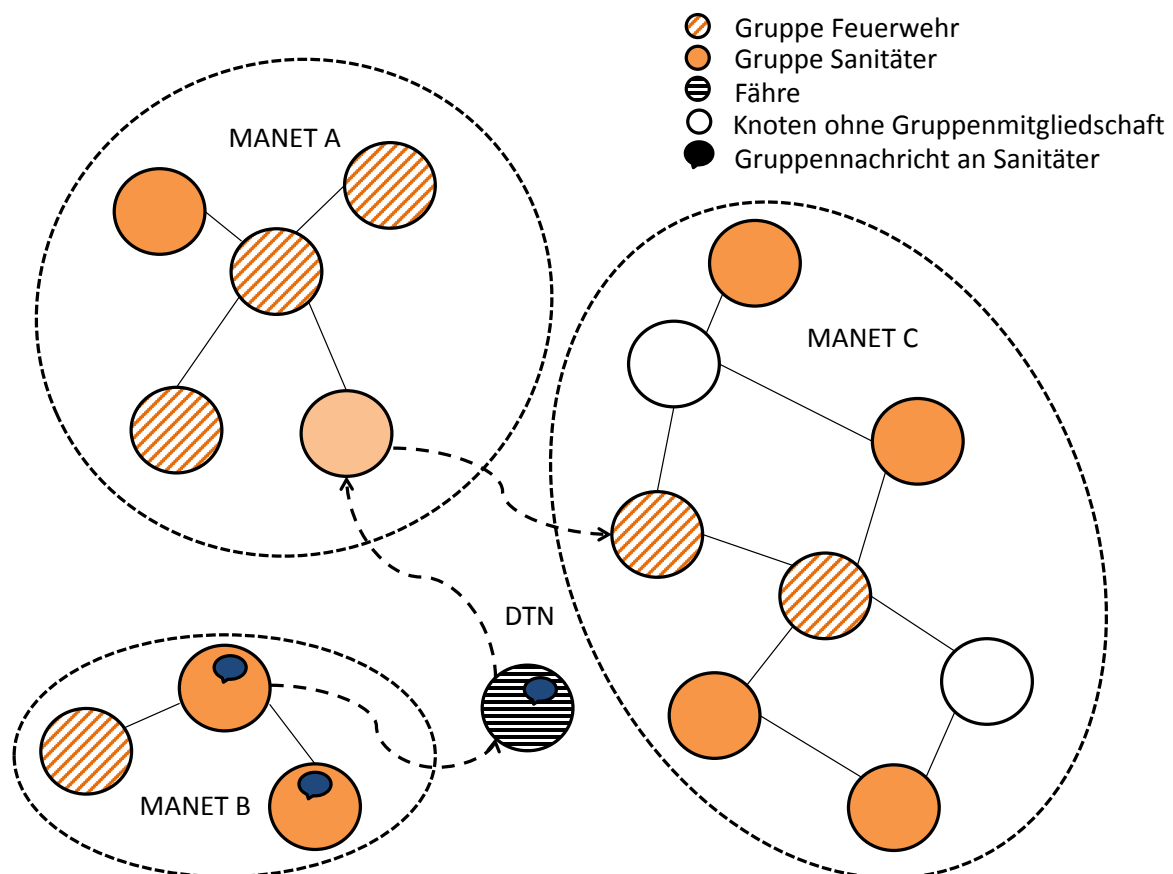 Gruppe Feuerwehr
Gruppe Sanitäter
Fähre
Knoten ohne Gruppenmitgliedschaft
Gruppennachricht an Sanitäter
MANET A
MANET C
DTN
MANET B